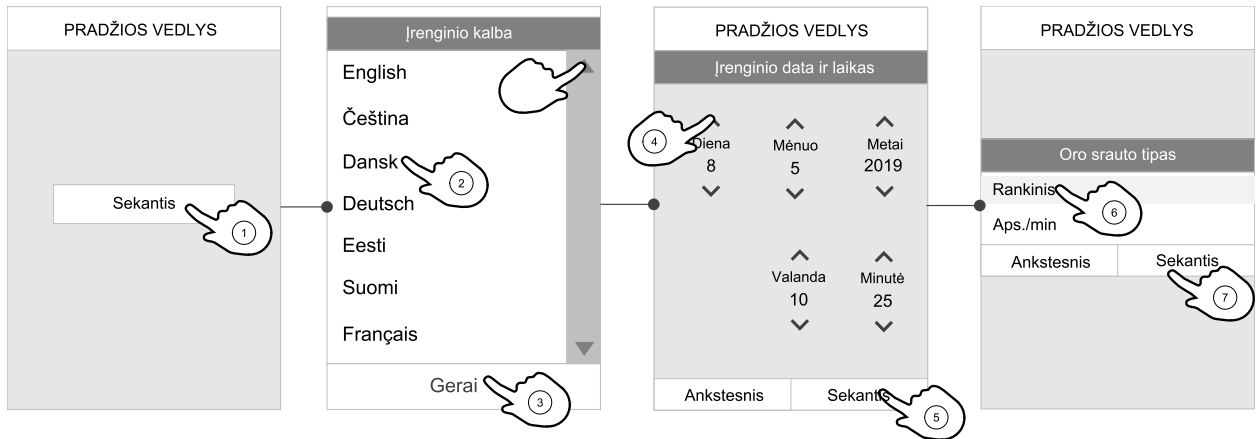 PRADŽIOS VEDLYS
Sekantis
1
Įrenginio kalba
English
Čeština
Dansk
2
Deutsch
Eesti
Suomi
Français
Gerai
3
PRADŽIOS VEDLYS
Įrenginio data ir laikas
4
Diena Mėnuo Metai
8 5 2019
Valanda Minutė
10 25
Ankstesnis Sekantis
5
PRADŽIOS VEDLYS
Oro srauto tipas
Rankinis
6
Aps./min
Ankstesnis Sekantis
7